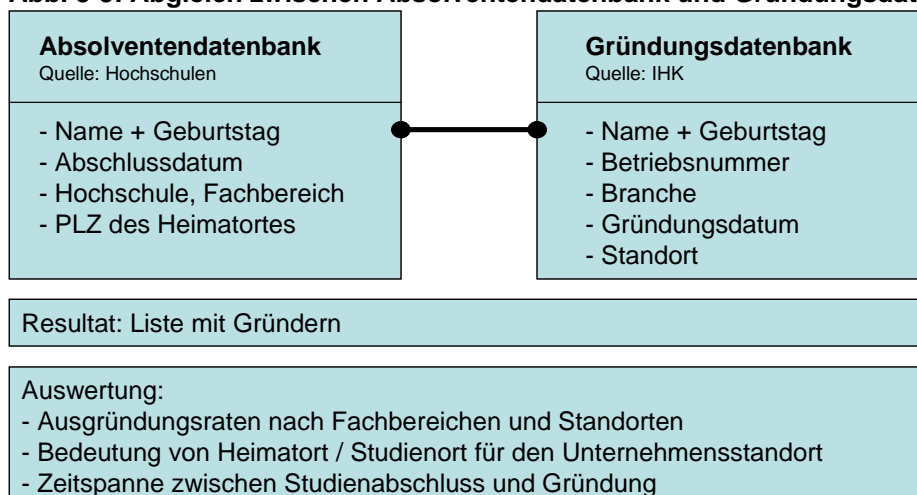 Absolventendatenbank
Quelle: Hochschulen
- Name + Geburtstag
- Abschlussdatum
- Hochschule, Fachbereich
- PLZ des Heimatortes
Gründungsdatenbank
Quelle: IHK
- Name + Geburtstag
- Betriebsnummer
- Branche
- Gründungsdatum
- Standort
Resultat: Liste mit Gründern
Auswertung:
- Ausgründungsraten nach Fachbereichen und Standorten
- Bedeutung von Heimatort / Studienort für den Unternehmensstandort
- Zeitspanne zwischen Studienabschluss und Gründung